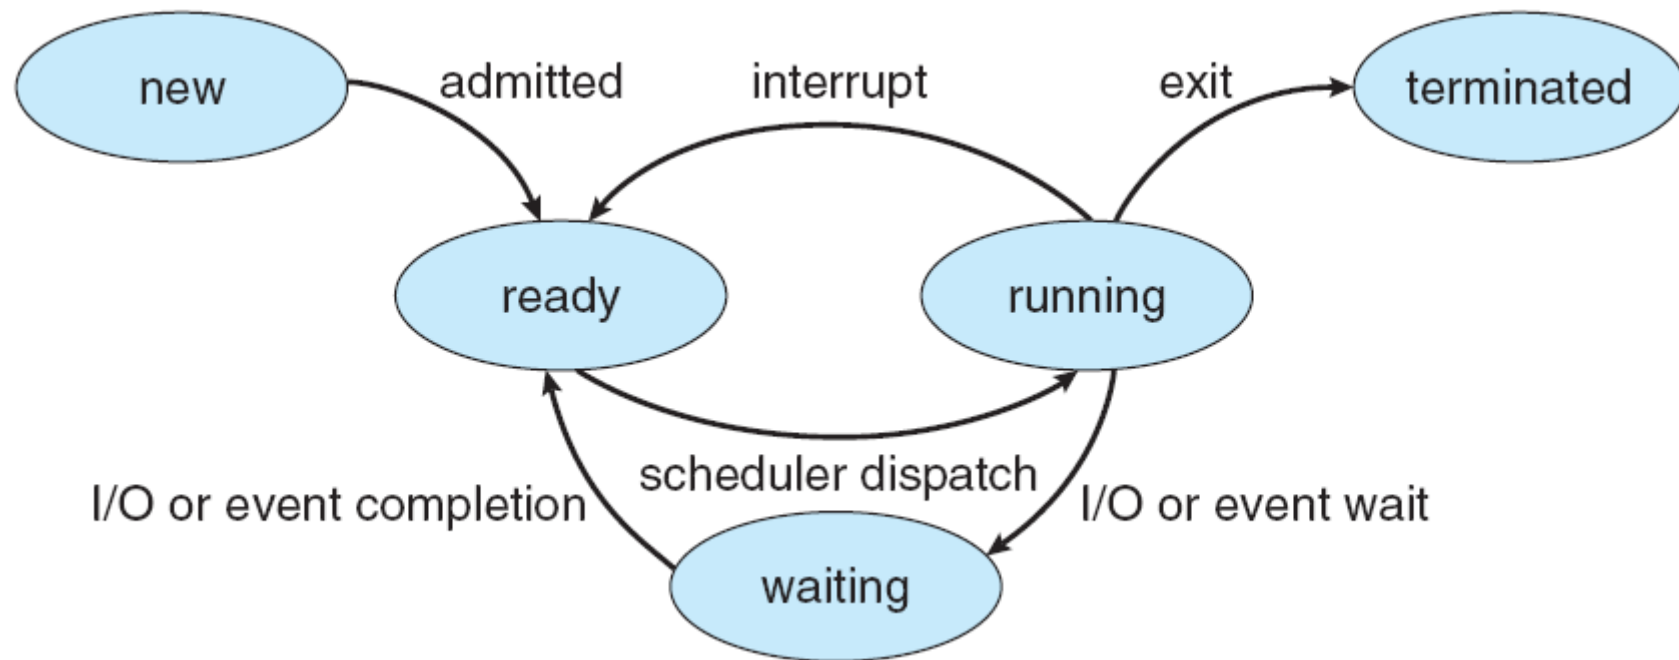 new
admitted
interrupt
exit
terminated
ready
running
scheduler dispatch
I/O or event completion
I/O or event wait
waiting